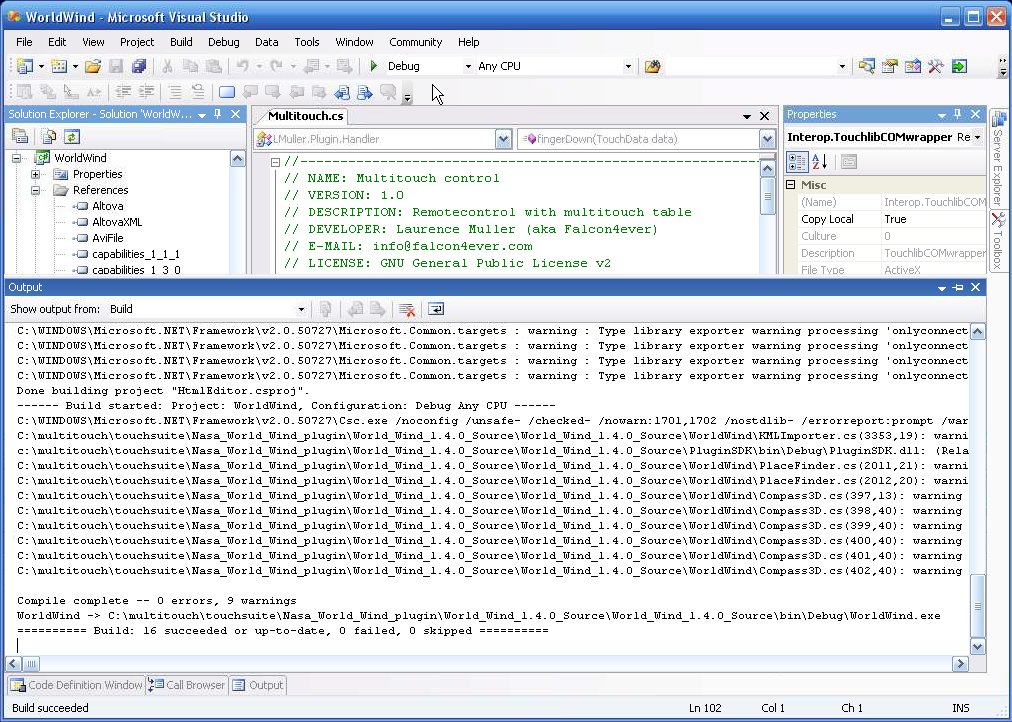 WorldWind - Microsoft Visual Studio
File Edit View Project Build Debug Data Tools Window Community Help
Debug Any CPU
Solution Explorer - Solution 'WorldW...
WorldWind
Properties
References
Altova
AltovaXML
AviFile
capabilities_1_1_1
capabilities_1_3_0
Multitouch.cs
LMuller.Plugin.Handler fingerDown(TouchData data)
//----------------------------------------------------------
// NAME: Multitouch control
// VERSION: 1.0
// DESCRIPTION: Remotecontrol with multitouch table
// DEVELOPER: Laurence Muller (aka Falcon4ever)
// E-MAIL: info@falcon4ever.com
// LICENSE: GNU General Public License v2
Properties
Interop.TouchlibCOMwrapper Re
Misc
(Name) Interop.TouchlibCOM
Copy Local True
Culture 0
Description TouchlibCOMwrapper
File Type ActiveX
Server Explorer
Toolbox
Output
Show output from: Build
C:\WINDOWS\Microsoft.NET\Framework\v2.0.50727\Microsoft.Common.targets : warning : Type library exporter warning processing 'onlyconnect
C:\WINDOWS\Microsoft.NET\Framework\v2.0.50727\Microsoft.Common.targets : warning : Type library exporter warning processing 'onlyconnect
C:\WINDOWS\Microsoft.NET\Framework\v2.0.50727\Microsoft.Common.targets : warning : Type library exporter warning processing 'onlyconnect
C:\WINDOWS\Microsoft.NET\Framework\v2.0.50727\Microsoft.Common.targets : warning : Type library exporter warning processing 'onlyconnect
Done building project "HtmlEditor.csproj".
------ Build started: Project: WorldWind, Configuration: Debug Any CPU ------
C:\WINDOWS\Microsoft.NET\Framework\v2.0.50727\Csc.exe /noconfig /unsafe- /checked- /nowarn:1701,1702 /nostdlib- /errorreport:prompt /war
C:\multitouch\touchsuite\Nasa_World_Wind_plugin\World_Wind_1.4.0_Source\World_Wind_1.4.0_Source\WorldWind\KMLImporter.cs(3353,19): warni
c:\multitouch\touchsuite\Nasa_World_Wind_plugin\World_Wind_1.4.0_Source\World_Wind_1.4.0_Source\PluginSDK\bin\Debug\PluginSDK.dll: (Rela
C:\multitouch\touchsuite\Nasa_World_Wind_plugin\World_Wind_1.4.0_Source\World_Wind_1.4.0_Source\WorldWind\PlaceFinder.cs(2011,21): warni
C:\multitouch\touchsuite\Nasa_World_Wind_plugin\World_Wind_1.4.0_Source\World_Wind_1.4.0_Source\WorldWind\PlaceFinder.cs(2012,20): warni
C:\multitouch\touchsuite\Nasa_World_Wind_plugin\World_Wind_1.4.0_Source\World_Wind_1.4.0_Source\WorldWind\Compass3D.cs(397,13): warning
C:\multitouch\touchsuite\Nasa_World_Wind_plugin\World_Wind_1.4.0_Source\World_Wind_1.4.0_Source\WorldWind\Compass3D.cs(398,40): warning
C:\multitouch\touchsuite\Nasa_World_Wind_plugin\World_Wind_1.4.0_Source\World_Wind_1.4.0_Source\WorldWind\Compass3D.cs(399,40): warning
C:\multitouch\touchsuite\Nasa_World_Wind_plugin\World_Wind_1.4.0_Source\World_Wind_1.4.0_Source\WorldWind\Compass3D.cs(400,40): warning
C:\multitouch\touchsuite\Nasa_World_Wind_plugin\World_Wind_1.4.0_Source\World_Wind_1.4.0_Source\WorldWind\Compass3D.cs(401,40): warning
C:\multitouch\touchsuite\Nasa_World_Wind_plugin\World_Wind_1.4.0_Source\World_Wind_1.4.0_Source\WorldWind\Compass3D.cs(402,40): warning
Compile complete -- 0 errors, 9 warnings
WorldWind -> C:\multitouch\touchsuite\Nasa_World_Wind_plugin\World_Wind_1.4.0_Source\World_Wind_1.4.0_Source\bin\Debug\WorldWind.exe
========== Build: 16 succeeded or up-to-date, 0 failed, 0 skipped ==========
Code Definition Window Call Browser Output
Build succeeded Ln 102 Col 1 Ch 1 INS